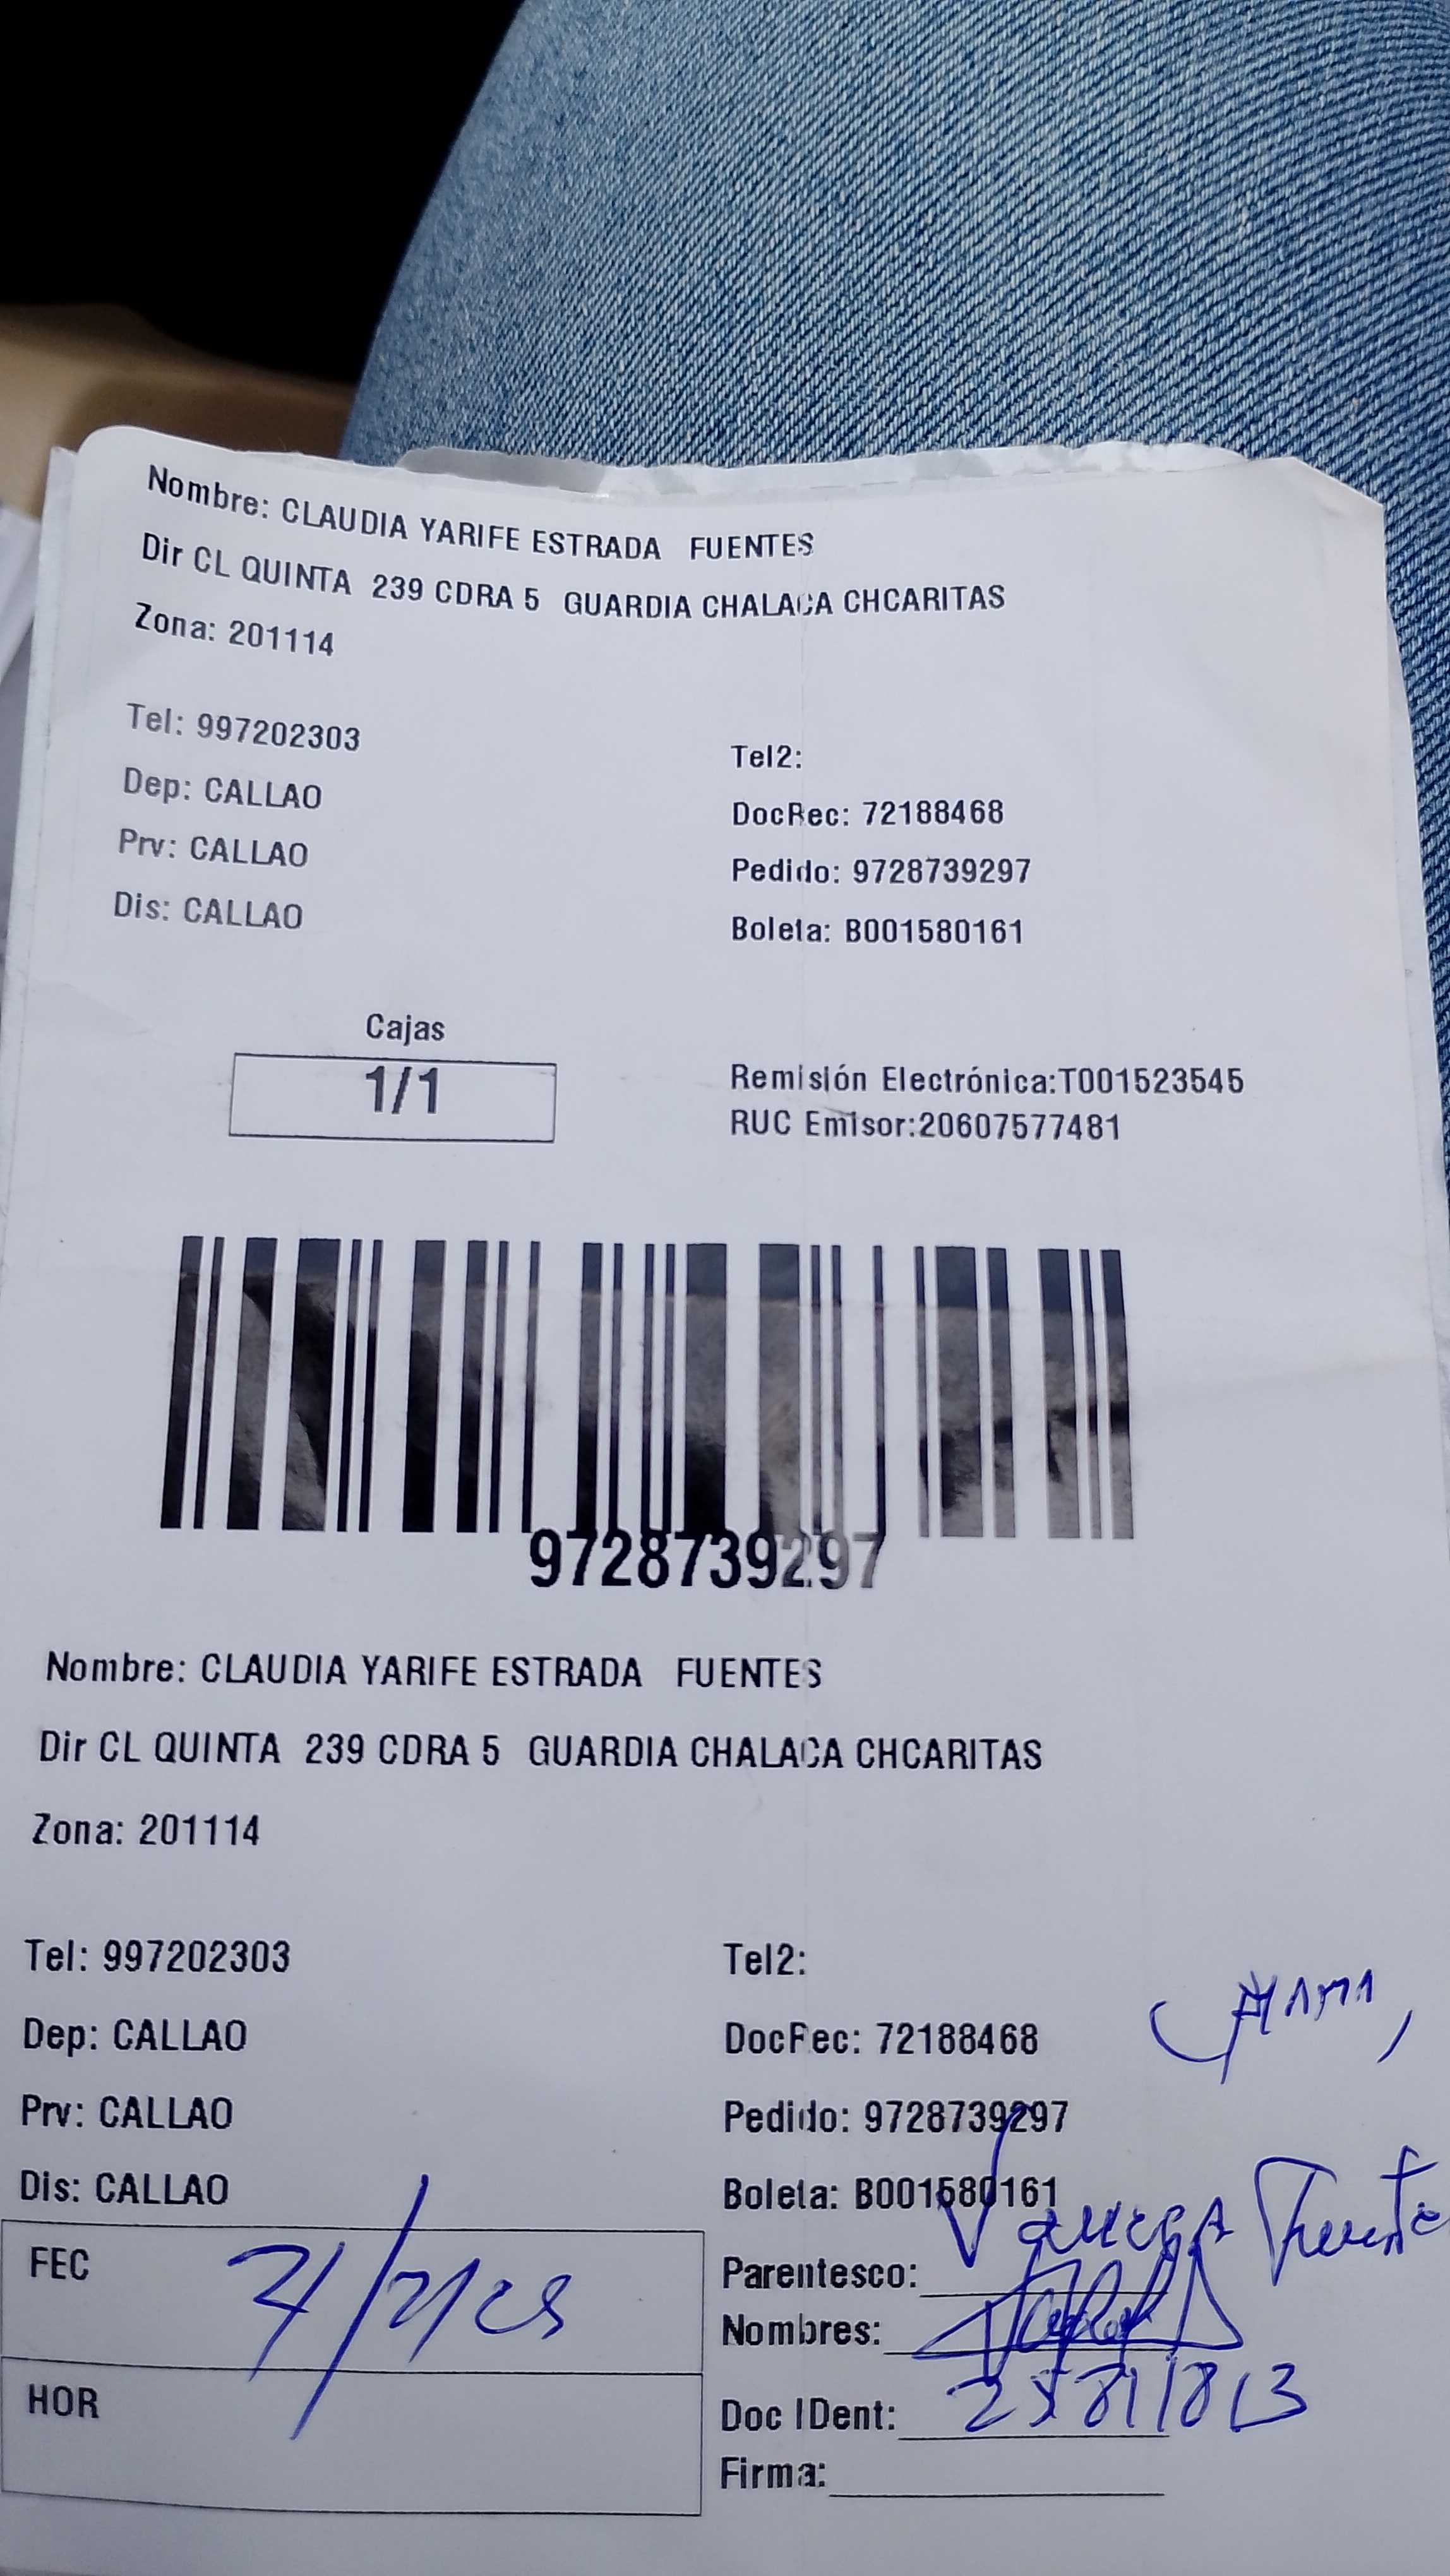 Nombre: CLAUDIA YARIFE ESTRADA FUENTES
Dir CL QUINTA 239 CDRA 5 GUARDIA CHALACA CHCARITAS
Zona: 201114
Tel: 997202303
Tel2:
Dep: CALLAO
DocRec: 72188468
Prv: CALLAO
Pedido: 9728739297
Dis: CALLAO
Boleta: B001580161
Cajas
1/1
Remisión Electrónica:T001523545
RUC Emisor:20607577481
9728739297
Nombre: CLAUDIA YARIFE ESTRADA FUENTES
Dir CL QUINTA 239 CDRA 5 GUARDIA CHALACA CHCARITAS
Zona: 201114
Tel: 997202303
Tel2:
Dep: CALLAO
DocRec: 72188468
MAMA
Prv: CALLAO
Pedido: 9728739297
Dis: CALLAO
Boleta: B001580161
FEC
Parentesco:
Nombres:
HOR
Doc IDent: 25811813
Firma: